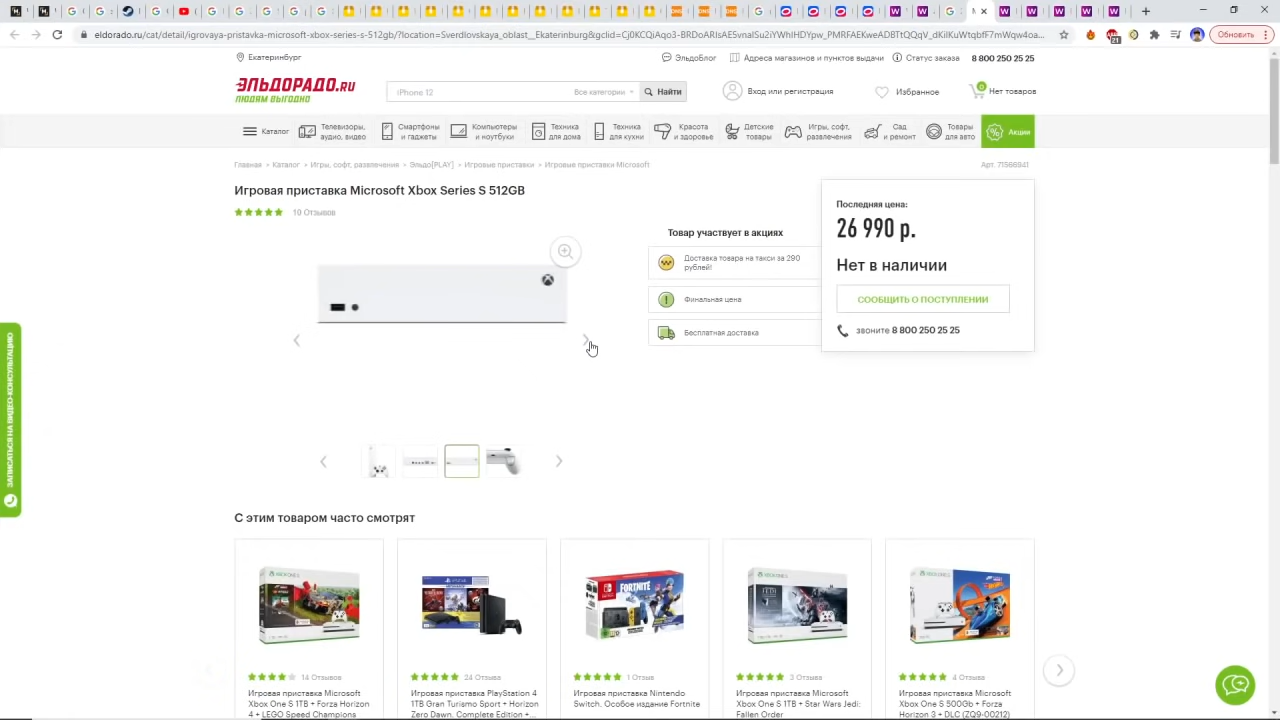 eldorado.ru/cat/detail/igrovaya-pristavka-microsoft-xbox-series-s-512gb/?location=Sverdlovskaya_oblast_Ekaterinburg&gclid=
Обновить
21
Екатеринбург
ЭльдоБлог
Адреса магазинов и пунктов выдачи
Статус заказа
8 800 250 25 25
ЭЛЬДОРАДО.RU
ЛЮДЯМ ВЫГОДНО
iPhone 12
Все категории
Найти
Вход или регистрация
Избранное
0
Нет товаров
Каталог
Телевизоры,
аудио, видео
Смартфоны
и гаджеты
Компьютеры
и ноутбуки
Техника
для дома
Техника
для кухни
Красота
и здоровье
Детские
товары
Игры, софт,
развлечения
Сад
и ремонт
Товары
для авто
Акции
Главная > Каталог > Игры, софт, развлечения > Эльдо[PLAY] > Игровые приставки > Игровые приставки Microsoft
Арт. 71566941
Игровая приставка Microsoft Xbox Series S 512GB
10 Отзывов
Товар участвует в акциях
Доставка товара на такси за 290
рублей!
Финальная цена
Бесплатная доставка
Последняя цена:
26 990 р.
Нет в наличии
СООБЩИТЬ О ПОСТУПЛЕНИИ
звоните 8 800 250 25 25
ЗАПИСАТЬСЯ НА ВИДЕО-КОНСУЛЬТАЦИЮ
С этим товаром часто смотрят
FORTNITE
14 Отзывов
Игровая приставка Microsoft
Xbox One S 1TB + Forza Horizon
4 + LEGO Speed Champions
24 Отзыва
Игровая приставка PlayStation 4
1TB Gran Turismo Sport + Horizon
Zero Dawn. Complete Edition +...
1 Отзыв
Игровая приставка Nintendo
Switch. Особое издание Fortnite
3 Отзыва
Игровая приставка Microsoft
Xbox One S 1TB + Star Wars Jedi:
Fallen Order
4 Отзыва
Игровая приставка Microsoft
Xbox One S 500Gb + Forza
Horizon 3 + DLC (ZQ9-00212)